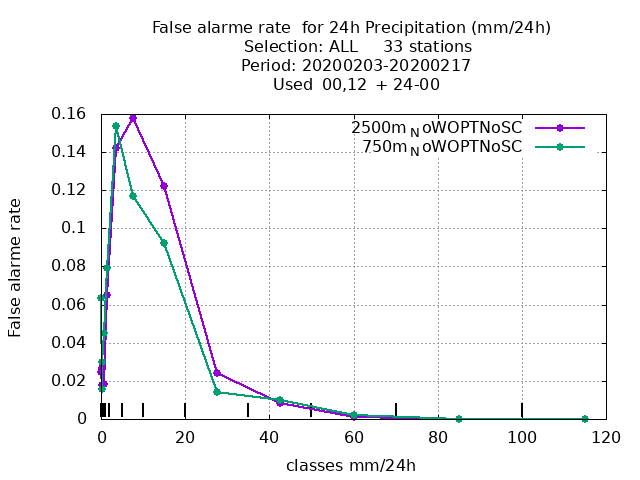 False alarme rate  for 24h Precipitation (mm/24h)
Selection: ALL     33 stations
Period: 20200203-20200217
Used  00,12  + 24-00
2500m_NoWOPTNoSC
750m_NoWOPTNoSC
0.16
0.14
0.12
0.1
0.08
0.06
0.04
0.02
0
False alarme rate
0 20 40 60 80 100 120
classes mm/24h